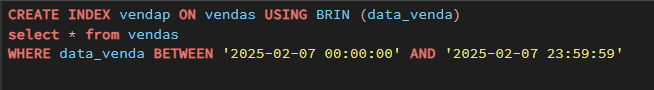 CREATE INDEX vendap ON vendas USING BRIN (data_venda)
select * from vendas
WHERE data_venda BETWEEN '2025-02-07 00:00:00' AND '2025-02-07 23:59:59'